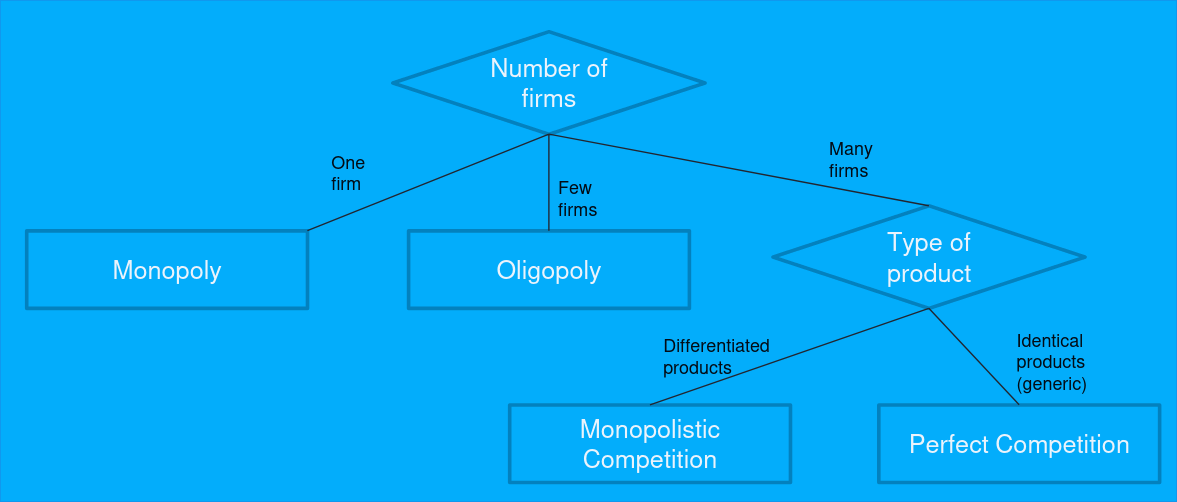 Number of
firms
One
firm
Few
firms
Many
firms
Monopoly
Oligopoly
Type of
product
Differentiated
products
Identical
products
(generic)
Monopolistic
Competition
Perfect Competition